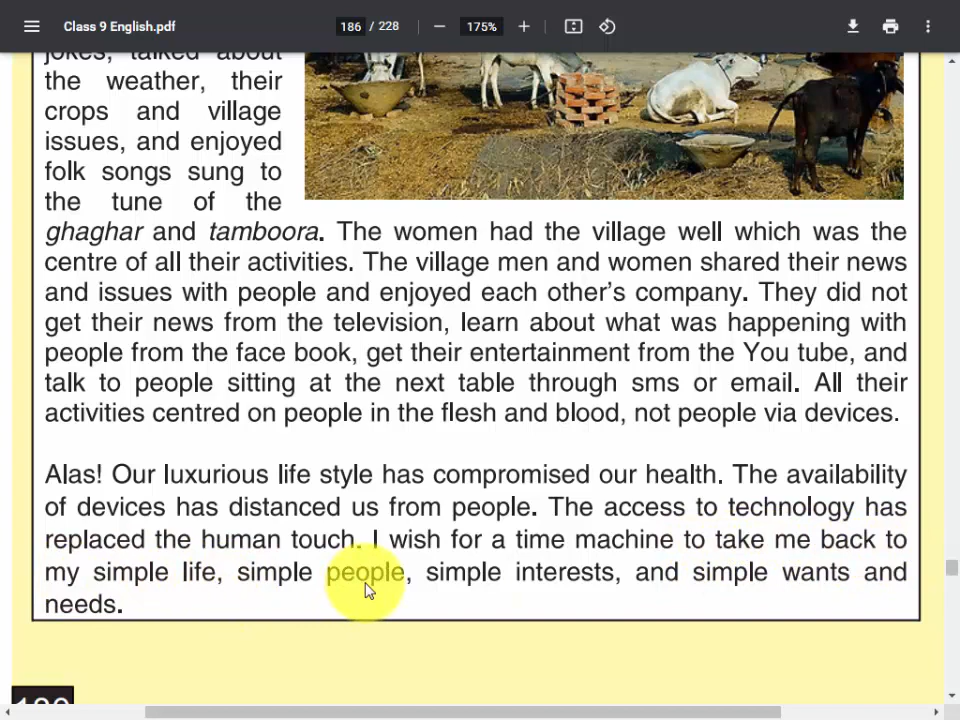 Class 9 English.pdf
186 / 228
175%
jokes, talked about
the weather, their
crops and village
issues, and enjoyed
folk songs sung to
the tune of the
ghaghar and tamboora. The women had the village well which was the
centre of all their activities. The village men and women shared their news
and issues with people and enjoyed each other's company. They did not
get their news from the television, learn about what was happening with
people from the face book, get their entertainment from the You tube, and
talk to people sitting at the next table through sms or email. All their
activities centred on people in the flesh and blood, not people via devices.
Alas! Our luxurious life style has compromised our health. The availability
of devices has distanced us from people. The access to technology has
replaced the human touch. I wish for a time machine to take me back to
my simple life, simple people, simple interests, and simple wants and
needs.